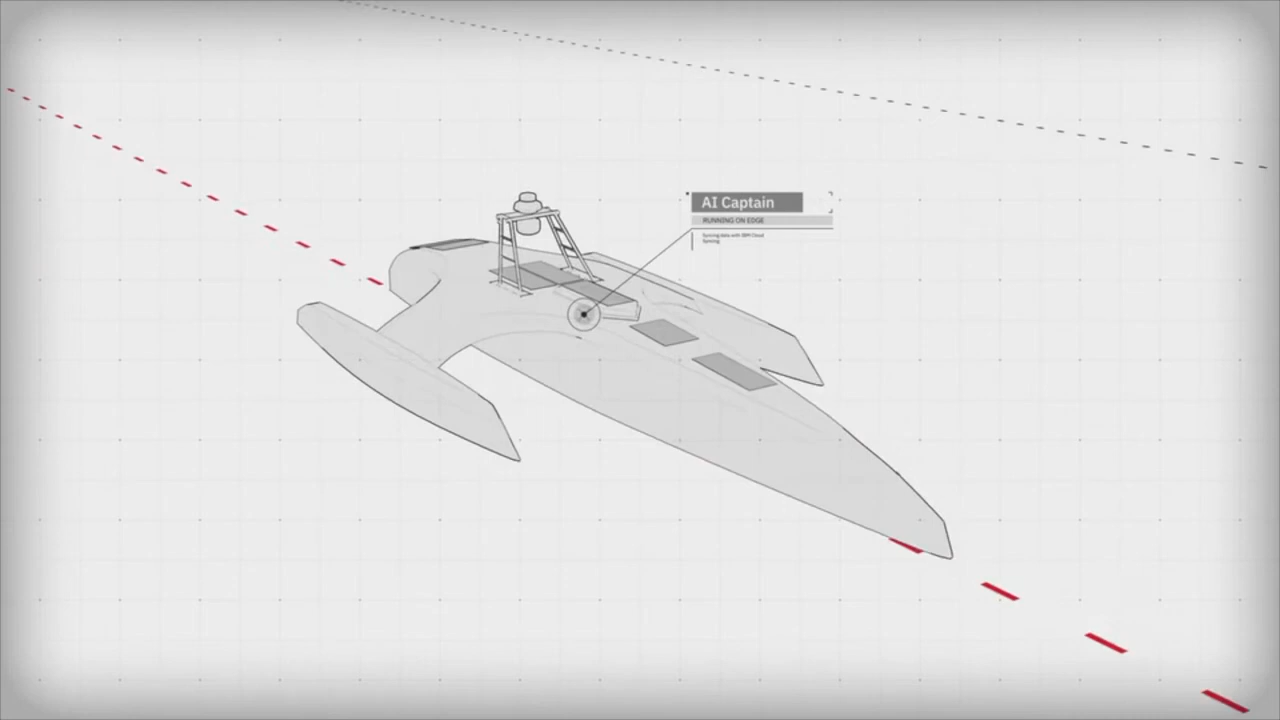 AI Captain
RUNNING ON EDGE
Syncing data with IBM Cloud
Syncing